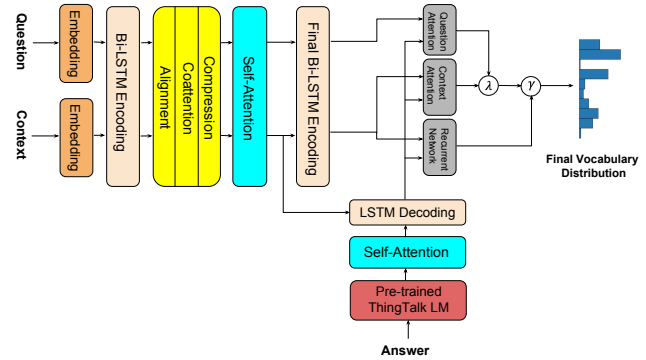 Question
Context
Embedding
Embedding
Bi-LSTM Encoding
Alignment
Coattention
Compression
Self-Attention
Final Bi-LSTM Encoding
Question
Attention
Context
Attention
Recurrent
Network
λ
γ
Final Vocabulary
Distribution
LSTM Decoding
Self-Attention
Pre-trained
ThingTalk LM
Answer